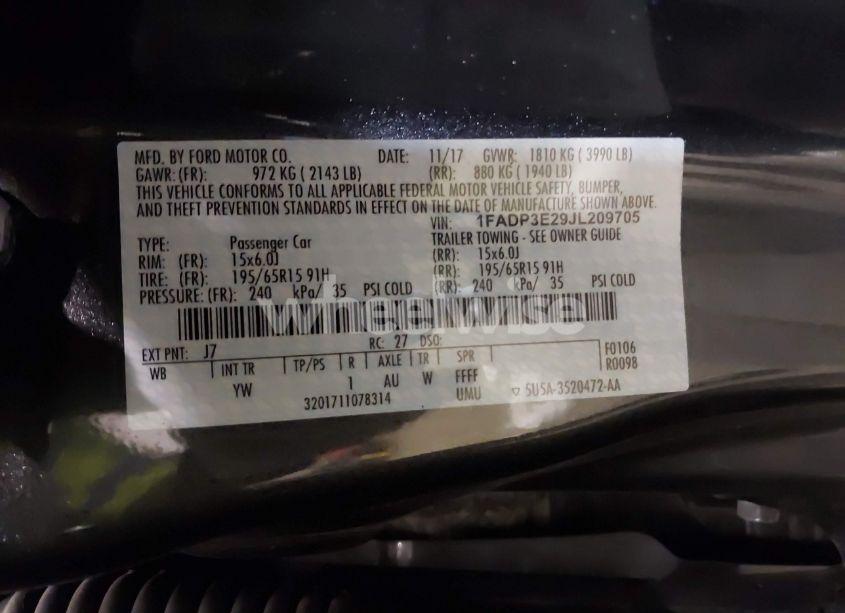 MFD. BY FORD MOTOR CO. DATE: 11/17 GVWR: 1810 KG ( 3990 LB)
GAWR: (FR): 972 KG ( 2143 LB) (RR): 880 KG ( 1940 LB)
THIS VEHICLE CONFORMS TO ALL APPLICABLE FEDERAL MOTOR VEHICLE SAFETY, BUMPER,
AND THEFT PREVENTION STANDARDS IN EFFECT ON THE DATE OF MANUFACTURE SHOWN ABOVE.
VIN: 1FADP3E29JL209705
TYPE: Passenger Car TRAILER TOWING - SEE OWNER GUIDE
RIM: (FR): 15x6.0J (RR): 15x6.0J
TIRE: (FR): 195/65R15 91H (RR): 195/65R15 91H
PRESSURE: (FR): 240 kPa/ 35 PSI COLD (RR): 240 kPa/ 35 PSI COLD
wheelwise
EXT PNT: J7 RC: 27 DSO: F0106
WB INT TR TP/PS R AXLE TR SPR R0098
YW 1 AU W FFFF
3201711078314 UMU ▽ 5U5A-3520472-AA